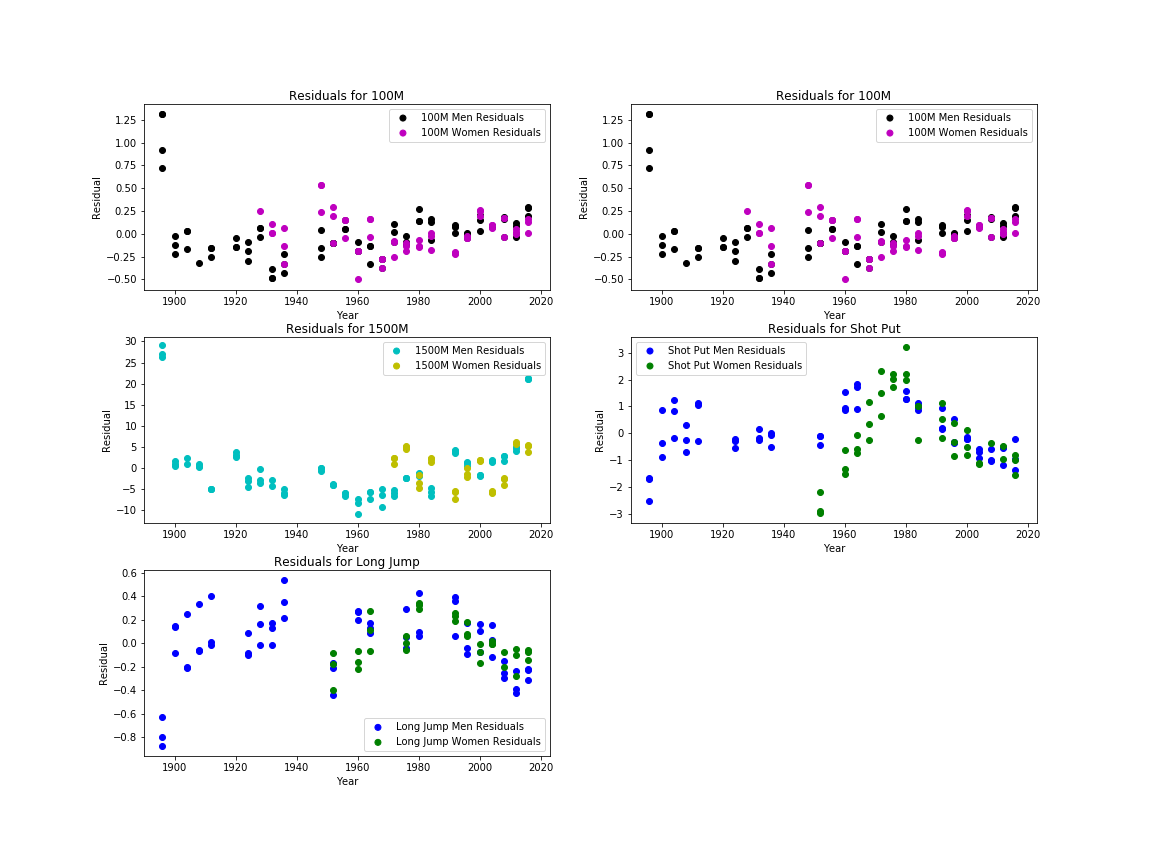 Residuals for 100M
1.25
1.00
0.75
0.50
0.25
0.00
−0.25
−0.50
Residual
100M Men Residuals
100M Women Residuals
1900 1920 1940 1960 1980 2000 2020
Year
Residuals for 100M
1.25
1.00
0.75
0.50
0.25
0.00
−0.25
−0.50
Residual
100M Men Residuals
100M Women Residuals
1900 1920 1940 1960 1980 2000 2020
Year
Residuals for 1500M
30
25
20
15
10
5
0
−5
−10
Residual
1500M Men Residuals
1500M Women Residuals
1900 1920 1940 1960 1980 2000 2020
Year
Residuals for Shot Put
3
2
1
0
−1
−2
−3
Residual
Shot Put Men Residuals
Shot Put Women Residuals
1900 1920 1940 1960 1980 2000 2020
Year
Residuals for Long Jump
0.6
0.4
0.2
0.0
−0.2
−0.4
−0.6
−0.8
Residual
Long Jump Men Residuals
Long Jump Women Residuals
1900 1920 1940 1960 1980 2000 2020
Year